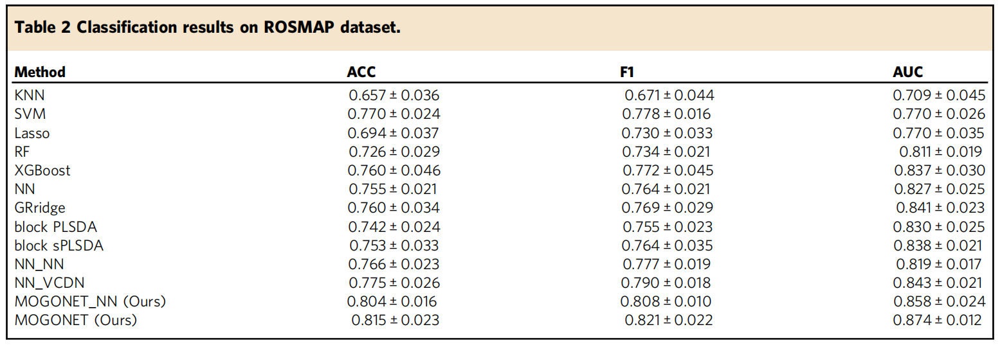 Table 2 Classification results on ROSMAP dataset.
Method ACC F1 AUC
KNN 0.657 ± 0.036 0.671 ± 0.044 0.709 ± 0.045
SVM 0.770 ± 0.024 0.778 ± 0.016 0.770 ± 0.026
Lasso 0.694 ± 0.037 0.730 ± 0.033 0.770 ± 0.035
RF 0.726 ± 0.029 0.734 ± 0.021 0.811 ± 0.019
XGBoost 0.760 ± 0.046 0.772 ± 0.045 0.837 ± 0.030
NN 0.755 ± 0.021 0.764 ± 0.021 0.827 ± 0.025
GRridge 0.760 ± 0.034 0.769 ± 0.029 0.841 ± 0.023
block PLSDA 0.742 ± 0.024 0.755 ± 0.023 0.830 ± 0.025
block sPLSDA 0.753 ± 0.033 0.764 ± 0.035 0.838 ± 0.021
NN_NN 0.766 ± 0.023 0.777 ± 0.019 0.819 ± 0.017
NN_VCDN 0.775 ± 0.026 0.790 ± 0.018 0.843 ± 0.021
MOGONET_NN (Ours) 0.804 ± 0.016 0.808 ± 0.010 0.858 ± 0.024
MOGONET (Ours) 0.815 ± 0.023 0.821 ± 0.022 0.874 ± 0.012